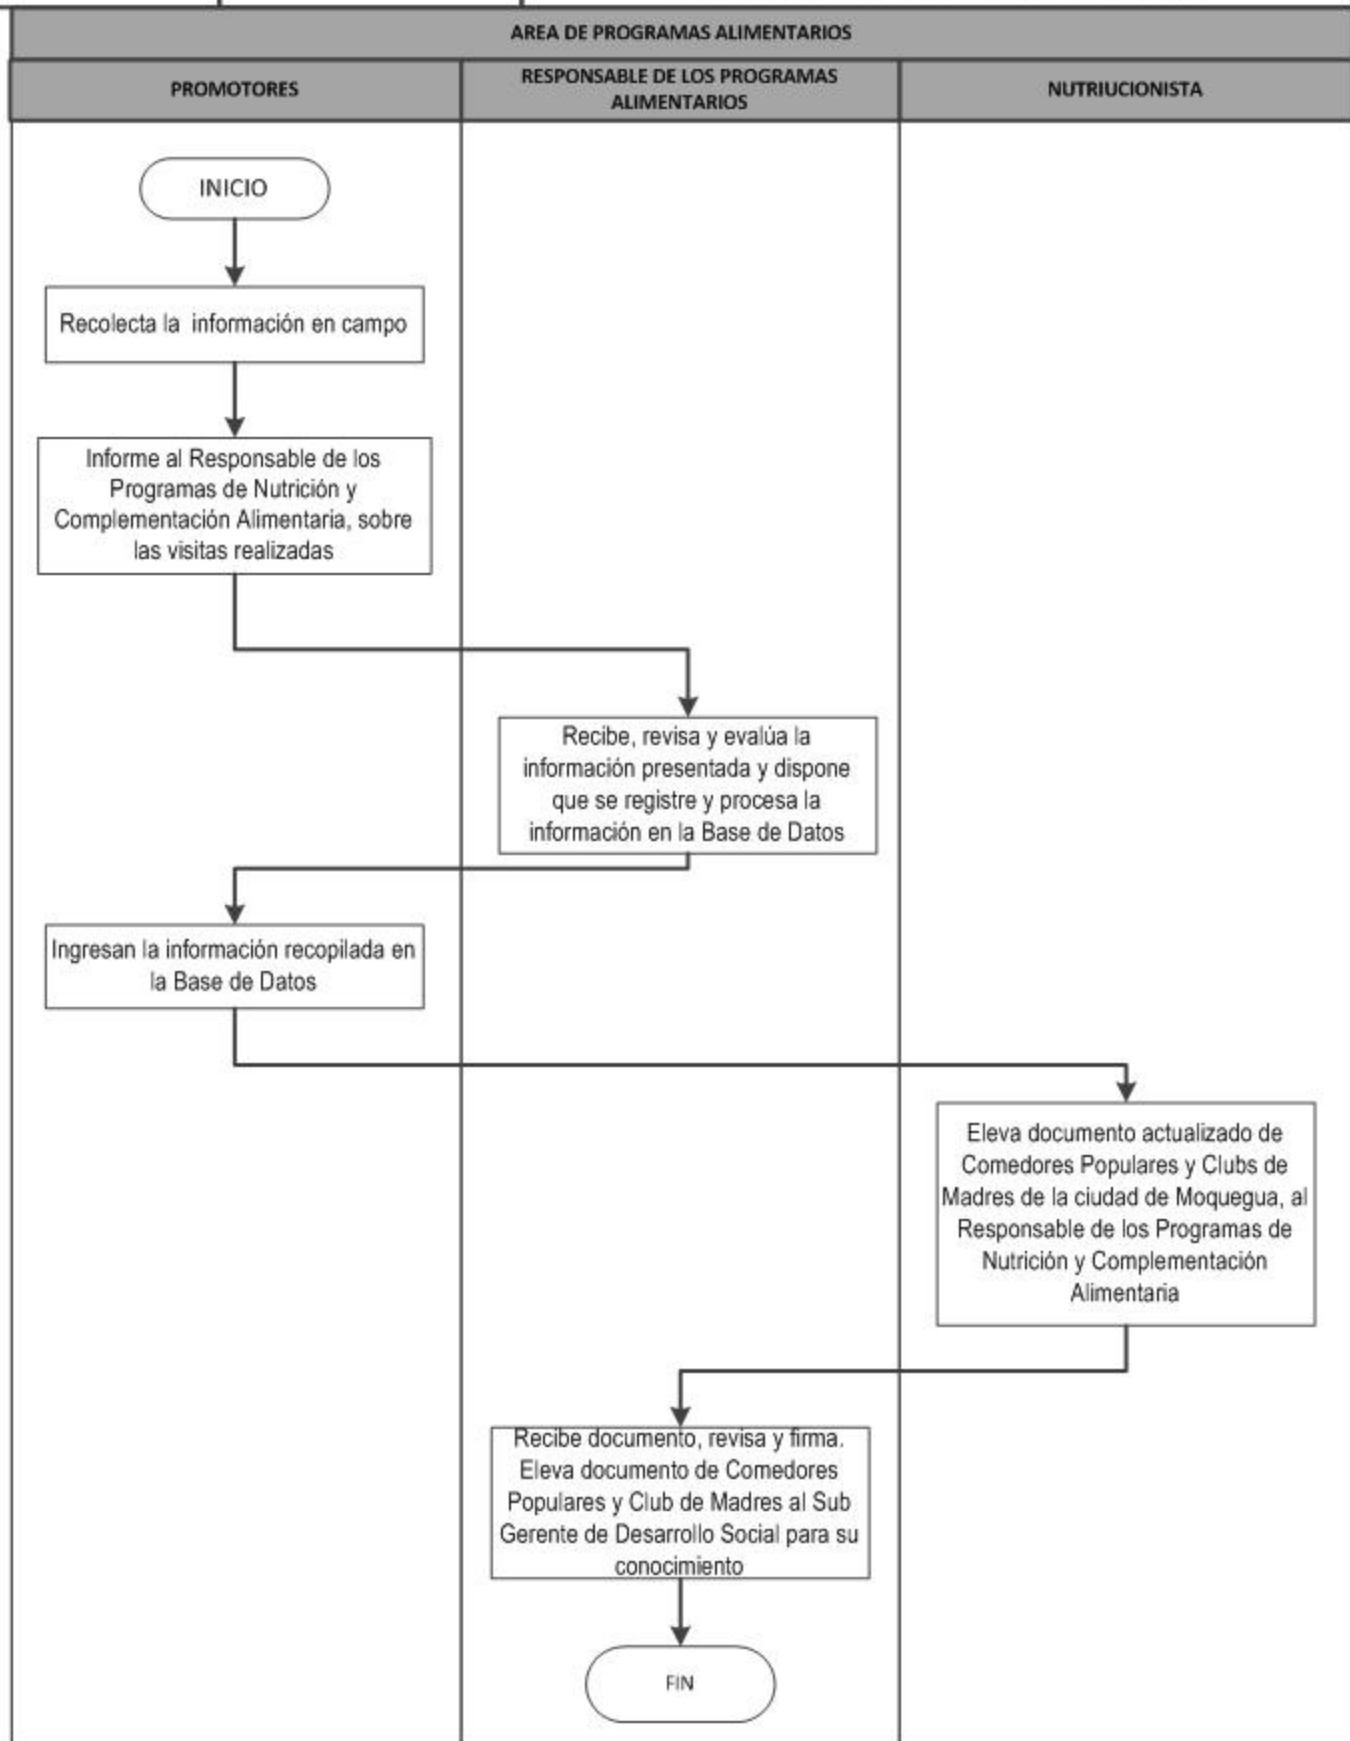 AREA DE PROGRAMAS ALIMENTARIOS
PROMOTORES
RESPONSABLE DE LOS PROGRAMAS
ALIMENTARIOS
NUTRIUCIONISTA
INICIO
Recolecta la información en campo
Informe al Responsable de los
Programas de Nutrición y
Complementación Alimentaria, sobre
las visitas realizadas
Recibe, revisa y evalúa la
información presentada y dispone
que se registre y procesa la
información en la Base de Datos
Ingresan la información recopilada en
la Base de Datos
Eleva documento actualizado de
Comedores Populares y Clubs de
Madres de la ciudad de Moquegua, al
Responsable de los Programas de
Nutrición y Complementación
Alimentaria
Recibe documento, revisa y firma.
Eleva documento de Comedores
Populares y Club de Madres al Sub
Gerente de Desarrollo Social para su
conocimiento
FIN